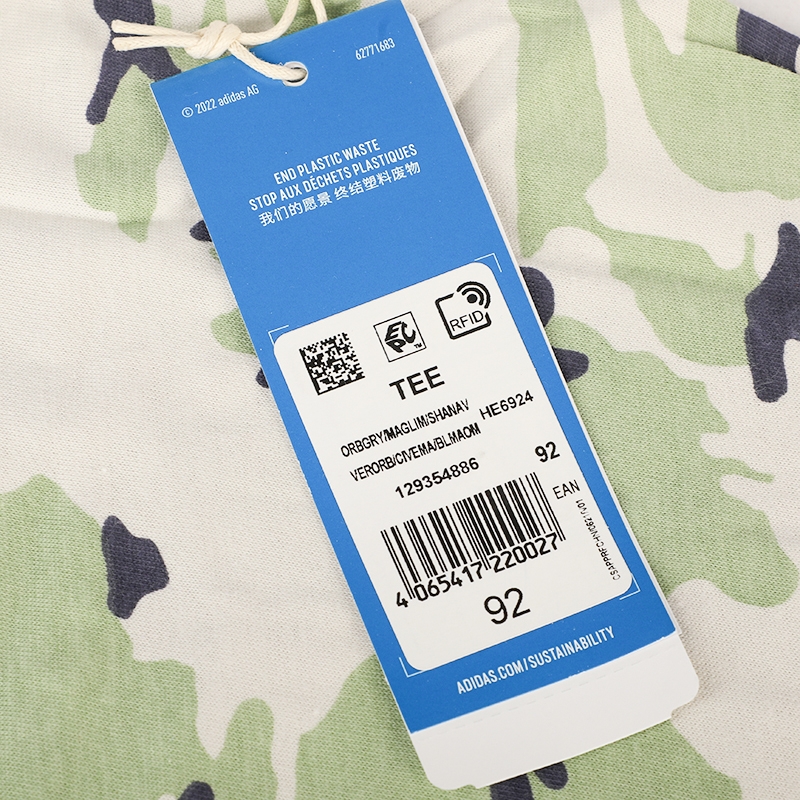 62771683
© 2022 adidas AG
END PLASTIC WASTE
STOP AUX DÉCHETS PLASTIQUES
我们的愿景 终结塑料废物
EPC™
RFID
TEE
ORBGRY/MAGLIM/SHANAV HE6924
VERORB/CIVEMA/BLMAOM
129354886 92
EAN
4 065417 220027
92
ADIDAS.COM/SUSTAINABILITY